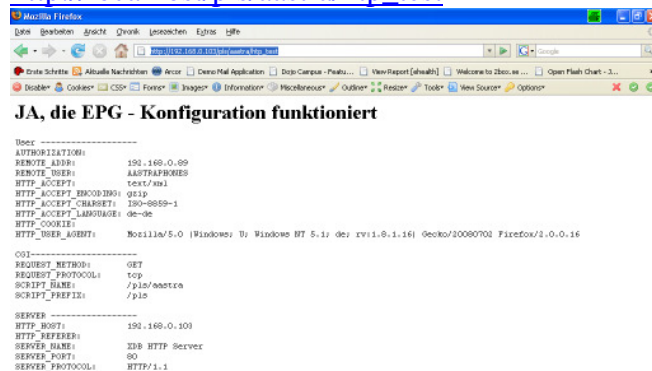 Mozilla Firefox
Datei Bearbeiten Ansicht Chronik Lesezeichen Extras Hilfe
http://192.168.0.103/pls/aastra/htp_test
Google
Erste Schritte Aktuelle Nachrichten Arcor Demo Mail Application Dojo Campus - Featu... View Report [ehealth] Welcome to 2box.ae ... Open Flash Chart - J...
Disable Cookies CSS Forms Images Information Miscellaneous Outline Resize Tools View Source Options
JA, die EPG - Konfiguration funktioniert
User ------------------
AUTHORIZATION:
REMOTE_ADDR: 192.168.0.89
REMOTE_USER: AASTRAPHONES
HTTP_ACCEPT: text/xml
HTTP_ACCEPT_ENCODING: gzip
HTTP_ACCEPT_CHARSET: ISO-8859-1
HTTP_ACCEPT_LANGUAGE: de-de
HTTP_COOKIE:
HTTP_USER_AGENT: Mozilla/5.0 (Windows; U; Windows NT 5.1; de; rv:1.8.1.16) Gecko/20080702 Firefox/2.0.0.16
CGI--------------------
REQUEST_METHOD: GET
REQUEST_PROTOCOL: tcp
SCRIPT_NAME: /pls/aastra
SCRIPT_PREFIX: /pls
SERVER ----------------
HTTP_HOST: 192.168.0.103
HTTP_REFERER:
SERVER_NAME: XDB HTTP Server
SERVER_PORT: 80
SERVER_PROTOCOL: HTTP/1.1